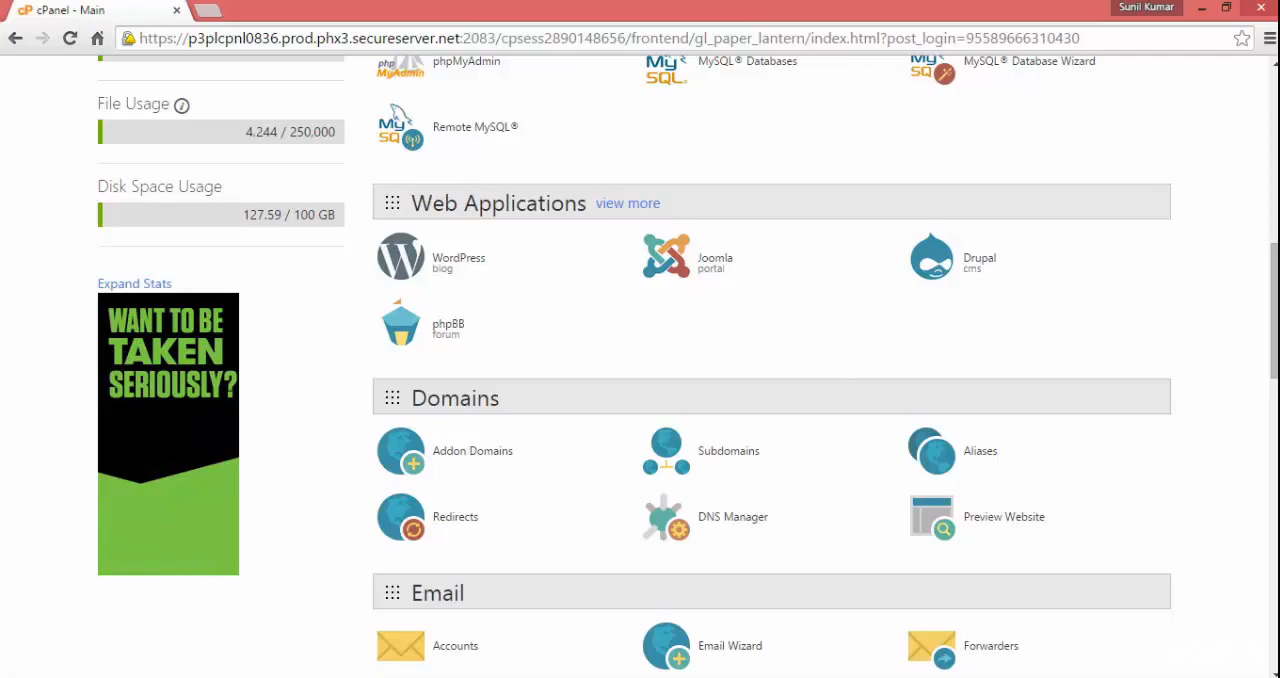 cPanel - Main
Sunil Kumar
https://p3plcpnl0836.prod.phx3.secureserver.net:2083/cpsess2890148656/frontend/gl_paper_lantern/index.html?post_login=95589666310430
phpMyAdmin
MySQL® Databases
MySQL® Database Wizard
Remote MySQL®
File Usage
4,244 / 250,000
Disk Space Usage
127.59 / 100 GB
Expand Stats
WANT TO BE
TAKEN
SERIOUSLY?
Web Applications view more
WordPress
blog
Joomla
portal
Drupal
cms
phpBB
forum
Domains
Addon Domains
Subdomains
Aliases
Redirects
DNS Manager
Preview Website
Email
Accounts
Email Wizard
Forwarders